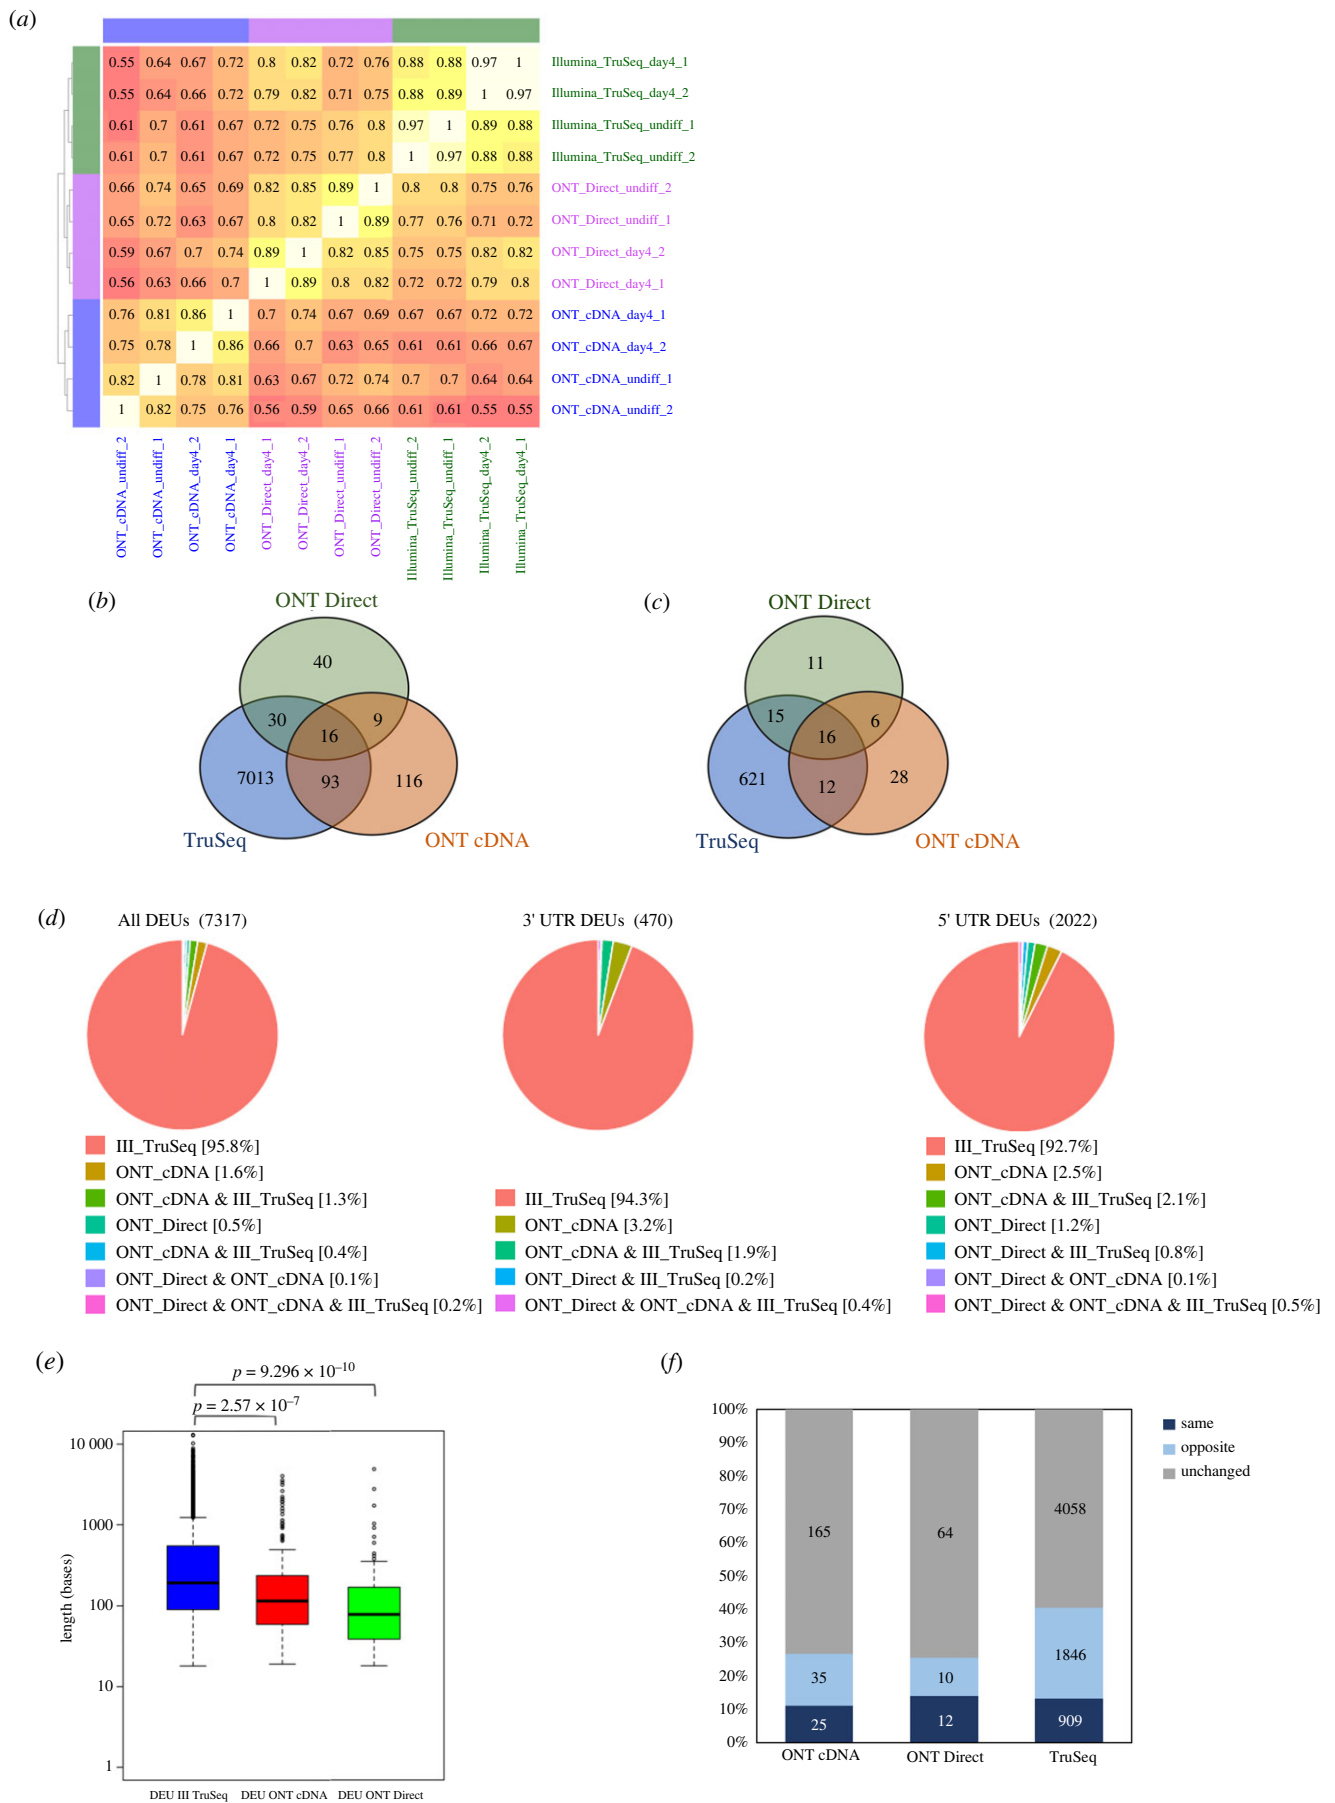 (a)
0.55 0.64 0.67 0.72 0.8 0.82 0.72 0.76 0.88 0.88 0.97 1 Illumina_TruSeq_day4_1
0.55 0.64 0.66 0.72 0.79 0.82 0.71 0.75 0.88 0.89 1 0.97 Illumina_TruSeq_day4_2
0.61 0.7 0.61 0.67 0.72 0.75 0.76 0.8 0.97 1 0.89 0.88 Illumina_TruSeq_undiff_1
0.61 0.7 0.61 0.67 0.72 0.75 0.77 0.8 1 0.97 0.88 0.88 Illumina_TruSeq_undiff_2
0.66 0.74 0.65 0.69 0.82 0.85 0.89 1 0.8 0.8 0.75 0.76 ONT_Direct_undiff_2
0.65 0.72 0.63 0.67 0.8 0.82 1 0.89 0.77 0.76 0.71 0.72 ONT_Direct_undiff_1
0.59 0.67 0.7 0.74 0.89 1 0.82 0.85 0.75 0.75 0.82 0.82 ONT_Direct_day4_2
0.56 0.63 0.66 0.7 1 0.89 0.8 0.82 0.72 0.72 0.79 0.8 ONT_Direct_day4_1
0.76 0.81 0.86 1 0.7 0.74 0.67 0.69 0.67 0.67 0.72 0.72 ONT_cDNA_day4_1
0.75 0.78 1 0.86 0.66 0.7 0.63 0.65 0.61 0.61 0.66 0.67 ONT_cDNA_day4_2
0.82 1 0.78 0.81 0.63 0.67 0.72 0.74 0.7 0.7 0.64 0.64 ONT_cDNA_undiff_1
1 0.82 0.75 0.76 0.56 0.59 0.65 0.66 0.61 0.61 0.55 0.55 ONT_cDNA_undiff_2
ONT_cDNA_undiff_2
ONT_cDNA_undiff_1
ONT_cDNA_day4_2
ONT_cDNA_day4_1
ONT_Direct_day4_1
ONT_Direct_day4_2
ONT_Direct_undiff_1
ONT_Direct_undiff_2
Illumina_TruSeq_undiff_2
Illumina_TruSeq_undiff_1
Illumina_TruSeq_day4_2
Illumina_TruSeq_day4_1
(b)
ONT Direct
40
30
9
16
7013
93
116
TruSeq
ONT cDNA
(c)
ONT Direct
11
15
6
16
621
12
28
TruSeq
ONT cDNA
(d)
All DEUs (7317)
III_TruSeq [95.8%]
ONT_cDNA [1.6%]
ONT_cDNA & III_TruSeq [1.3%]
ONT_Direct [0.5%]
ONT_cDNA & III_TruSeq [0.4%]
ONT_Direct & ONT_cDNA [0.1%]
ONT_Direct & ONT_cDNA & III_TruSeq [0.2%]
3' UTR DEUs (470)
III_TruSeq [94.3%]
ONT_cDNA [3.2%]
ONT_cDNA & III_TruSeq [1.9%]
ONT_Direct & III_TruSeq [0.2%]
ONT_Direct & ONT_cDNA & III_TruSeq [0.4%]
5' UTR DEUs (2022)
III_TruSeq [92.7%]
ONT_cDNA [2.5%]
ONT_cDNA & III_TruSeq [2.1%]
ONT_Direct [1.2%]
ONT_Direct & III_TruSeq [0.8%]
ONT_Direct & ONT_cDNA [0.1%]
ONT_Direct & ONT_cDNA & III_TruSeq [0.5%]
(e)
p = 9.296 × 10⁻¹⁰
p = 2.57 × 10⁻⁷
10 000
1000
100
10
1
length (bases)
DEU III TruSeq DEU ONT cDNA DEU ONT Direct
(f)
100%
90%
80%
70%
60%
50%
40%
30%
20%
10%
0%
165
35
25
64
10
12
4058
1846
909
ONT cDNA ONT Direct TruSeq
same
opposite
unchanged